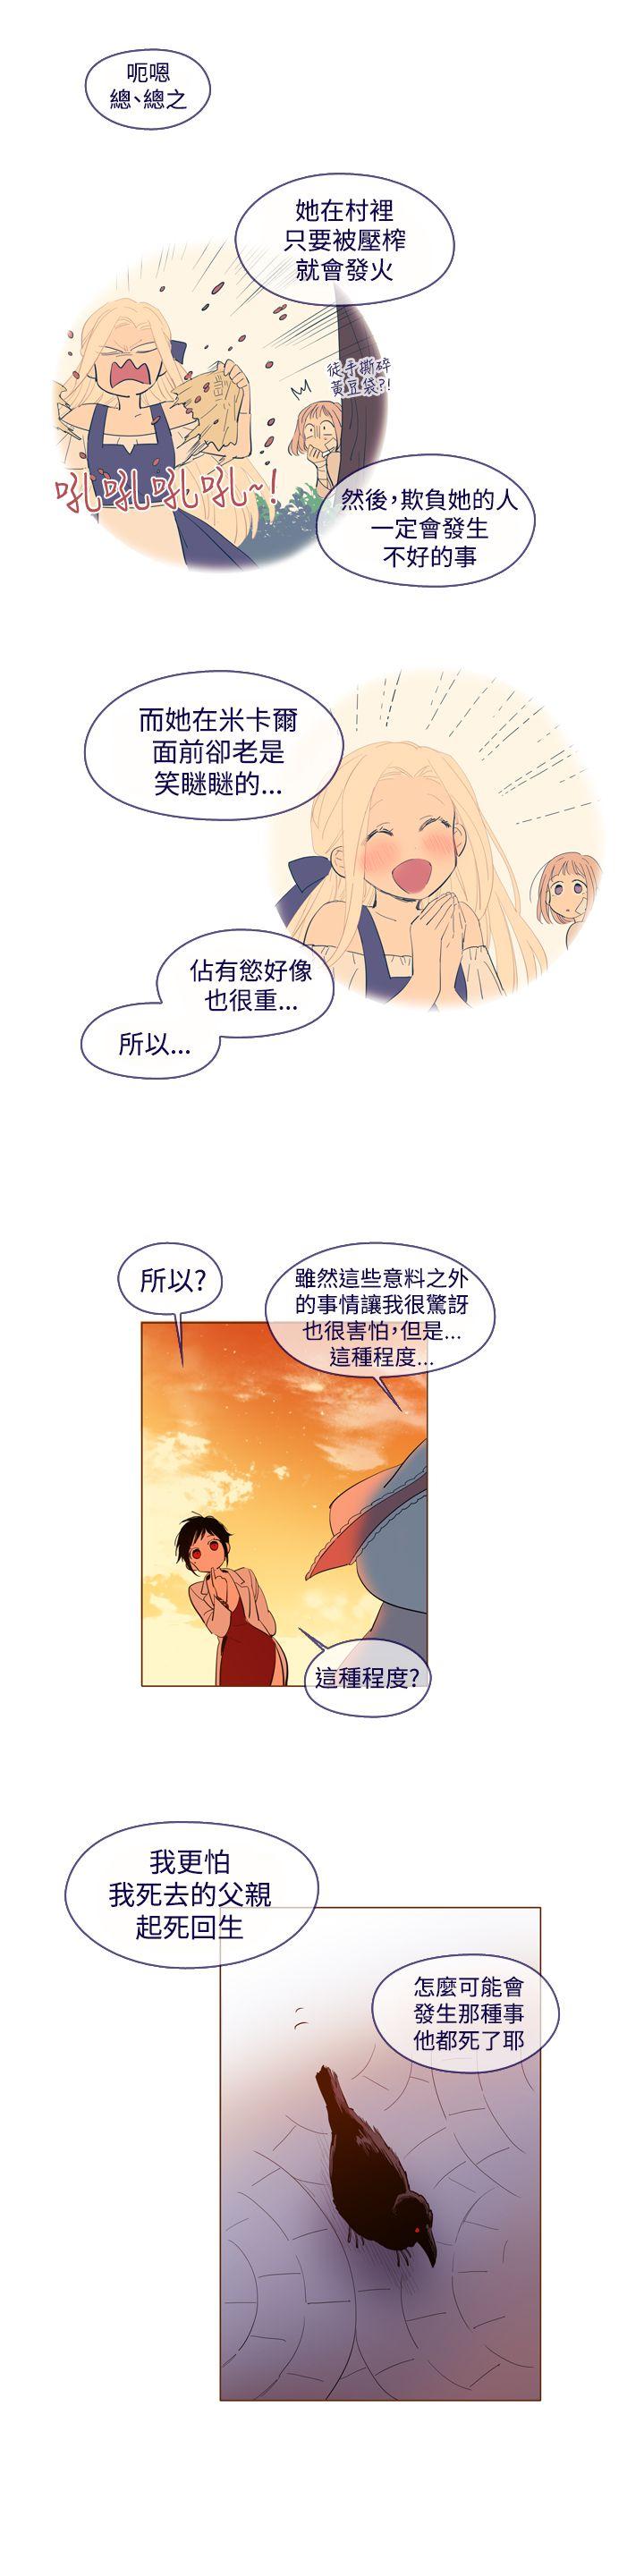 呃嗯
總、總之
她在村裡
只要被壓榨
就會發火
徒手撕碎
黃豆袋?!
吼吼吼吼~!
然後，欺負她的人
一定會發生
不好的事
而她在米卡爾
面前卻老是
笑瞇瞇的...
佔有慾好像
也很重...
所以...
所以?
雖然這些意料之外
的事情讓我很驚訝
也很害怕，但是...
這種程度...
這種程度?
我更怕
我死去的父親
起死回生
怎麼可能會
發生那種事
他都死了耶